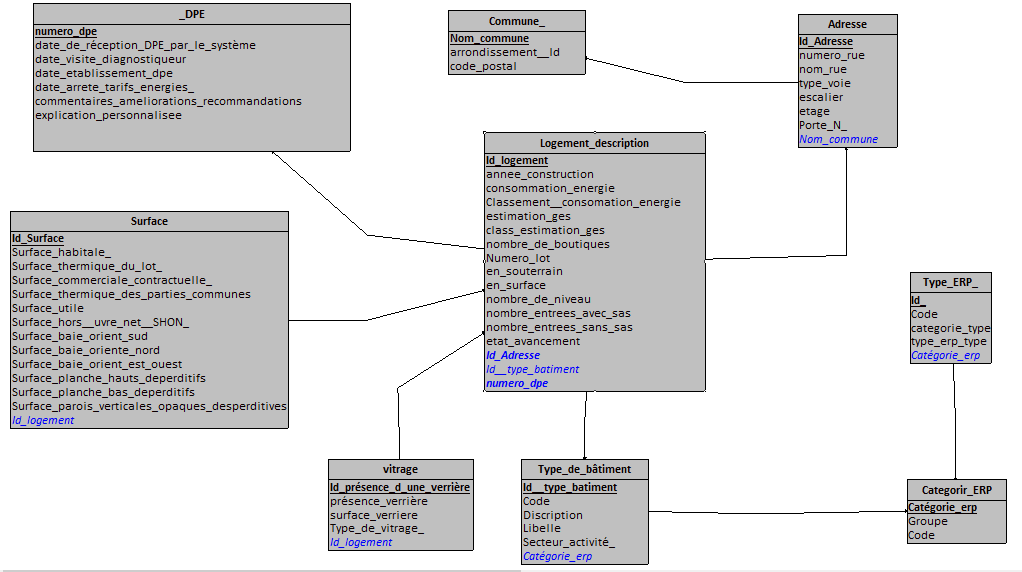 _DPE
numero_dpe
date_de_réception_DPE_par_le_système
date_visite_diagnostiqueur
date_etablissement_dpe
date_arrete_tarifs_energies_
commentaires_ameliorations_recommandations
explication_personnalisee
Commune_
Nom_commune
arrondissement__Id
code_postal
Adresse
Id_Adresse
numero_rue
nom_rue
type_voie
escalier
etage
Porte_N_
Nom_commune
Logement_description
Id_logement
annee_construction
consommation_energie
Classement__consomation_energie
estimation_ges
class_estimation_ges
nombre_de_boutiques
Numero_lot
en_souterrain
en_surface
nombre_de_niveau
nombre_entrees_avec_sas
nombre_entrees_sans_sas
etat_avancement
Id_Adresse
Id__type_batiment
numero_dpe
Surface
Id_Surface
Surface_habitale_
Surface_thermique_du_lot_
Surface_commerciale_contractuelle_
Surface_thermique_des_parties_communes
Surface_utile
Surface_hors__uvre_net__SHON_
Surface_baie_orient_sud
Surface_baie_oriente_nord
Surface_baie_orient_est_ouest
Surface_planche_hauts_deperditifs
Surface_planche_bas_deperditifs
Surface_parois_verticales_opaques_desperditives
Id_logement
Type_ERP_
Id_
Code
categorie_type
type_erp_type
Catégorie_erp
vitrage
Id_présence_d_une_verrière
présence_verrière
surface_verriere
Type_de_vitrage_
Id_logement
Type_de_bâtiment
Id__type_batiment
Code
Discription
Libelle
Secteur_activité_
Catégorie_erp
Categorir_ERP
Catégorie_erp
Groupe
Code